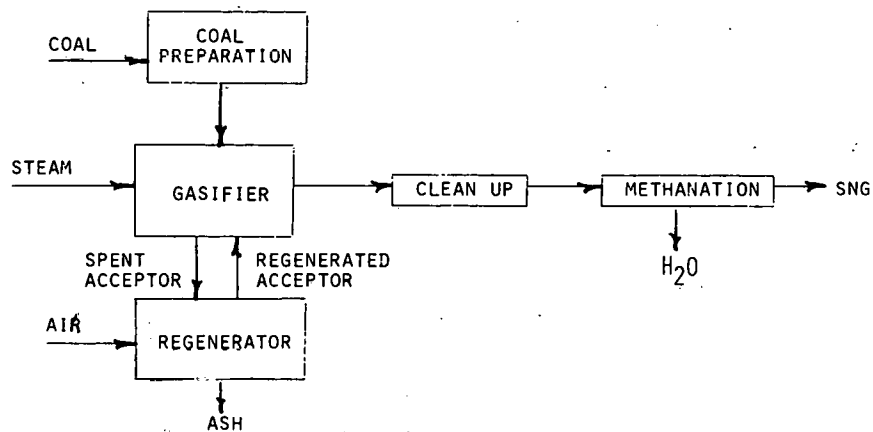 COAL
COAL
PREPARATION
STEAM
GASIFIER
CLEAN UP
METHANATION
SNG
H2O
SPENT
ACCEPTOR
REGENERATED
ACCEPTOR
AIR
REGENERATOR
ASH